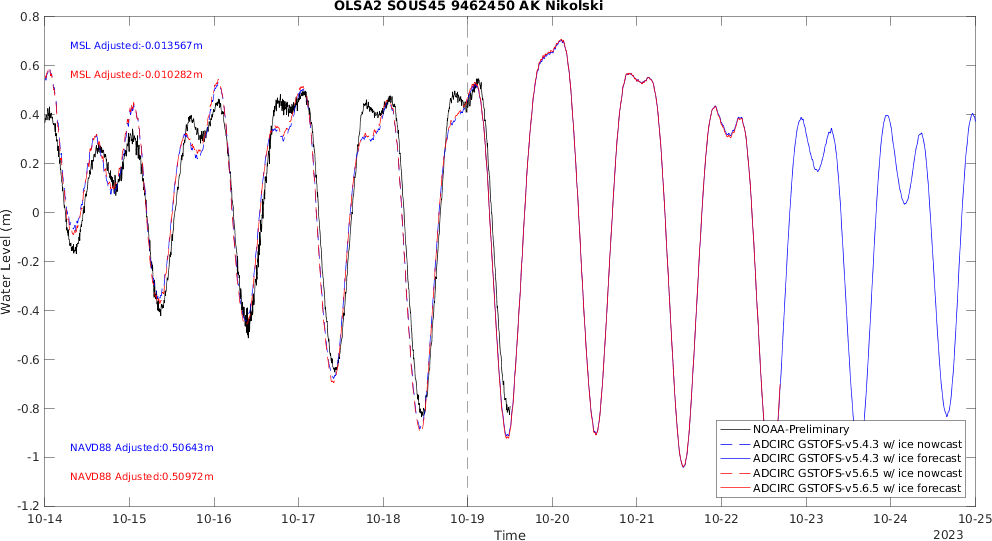 OLSA2 SOUS45 9462450 AK Nikolski
0.8
0.6
0.4
0.2
0
-0.2
-0.4
-0.6
-0.8
-1
-1.2
Water Level (m)
MSL Adjusted:-0.013567m
MSL Adjusted:-0.010282m
NAVD88 Adjusted:0.50643m
NAVD88 Adjusted:0.50972m
NOAA-Preliminary
ADCIRC GSTOFS-v5.4.3 w/ ice nowcast
ADCIRC GSTOFS-v5.4.3 w/ ice forecast
ADCIRC GSTOFS-v5.6.5 w/ ice nowcast
ADCIRC GSTOFS-v5.6.5 w/ ice forecast
10-14 10-15 10-16 10-17 10-18 10-19 10-20 10-21 10-22 10-23 10-24 10-25
Time
2023